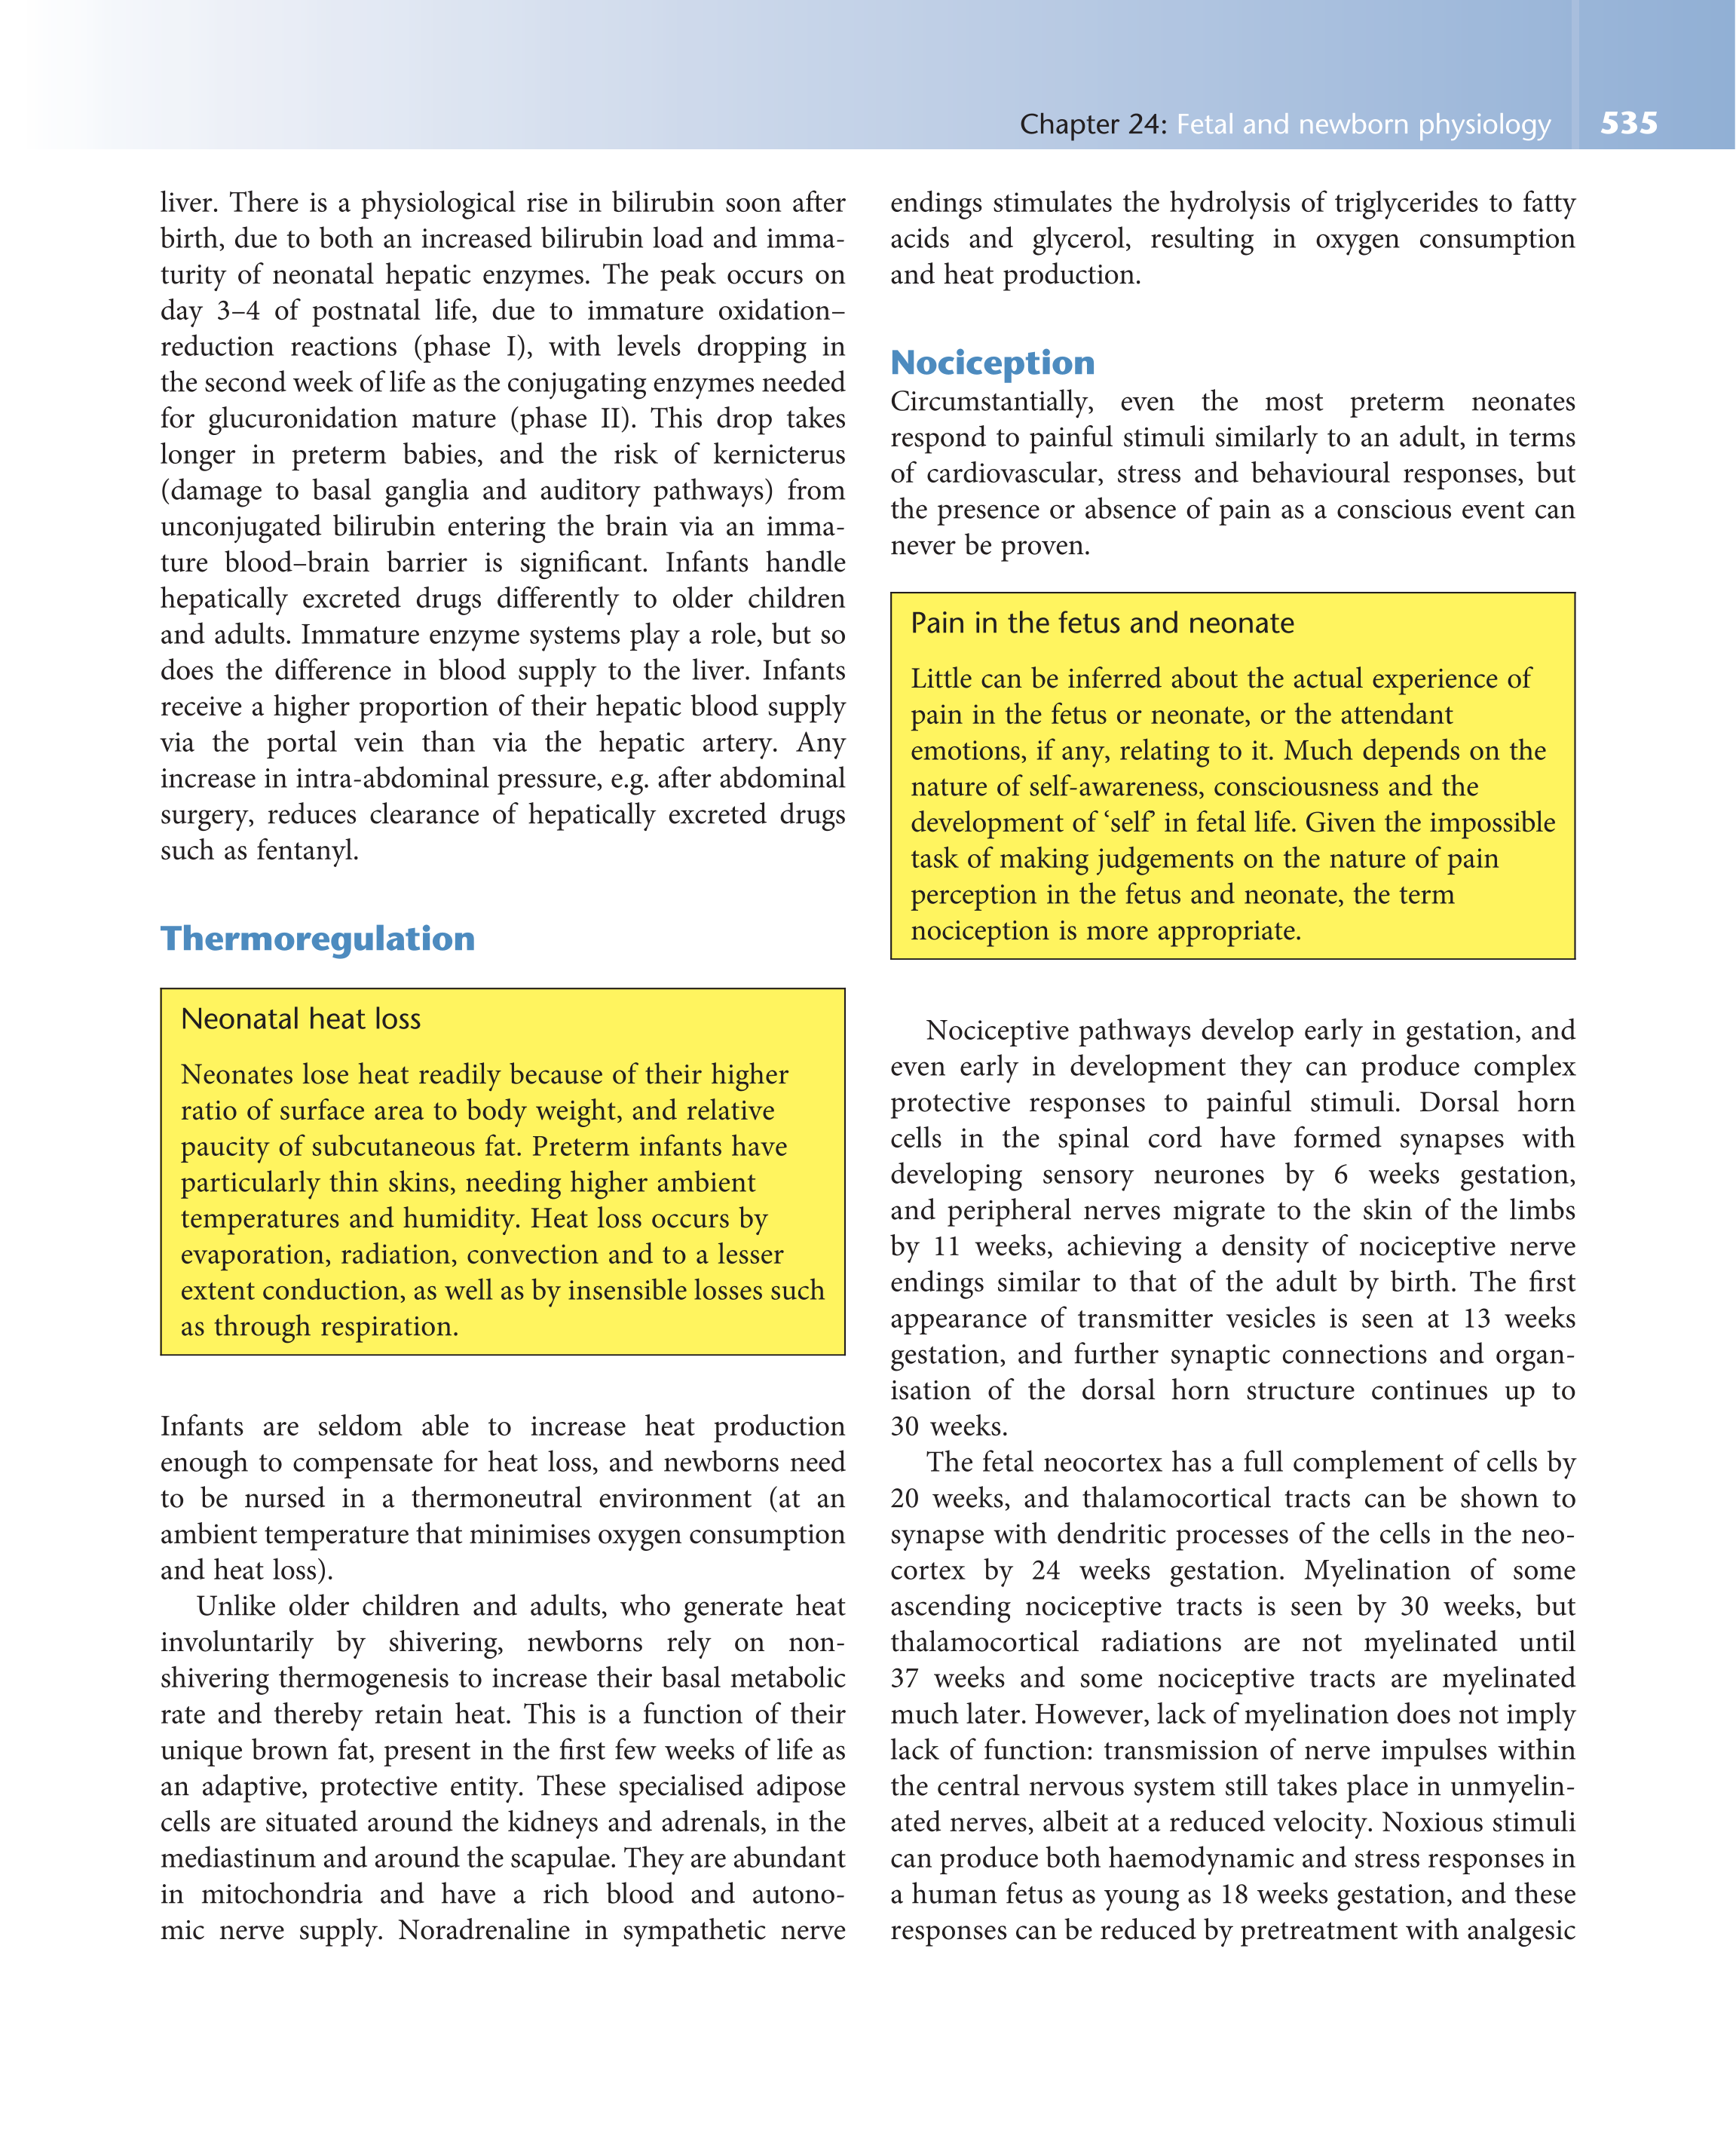 Chapter 24: Fetal and newborn physiology 535
liver. There is a physiological rise in bilirubin soon after
birth, due to both an increased bilirubin load and imma-
turity of neonatal hepatic enzymes. The peak occurs on
day 3–4 of postnatal life, due to immature oxidation–
reduction reactions (phase I), with levels dropping in
the second week of life as the conjugating enzymes needed
for glucuronidation mature (phase II). This drop takes
longer in preterm babies, and the risk of kernicterus
(damage to basal ganglia and auditory pathways) from
unconjugated bilirubin entering the brain via an imma-
ture blood–brain barrier is significant. Infants handle
hepatically excreted drugs differently to older children
and adults. Immature enzyme systems play a role, but so
does the difference in blood supply to the liver. Infants
receive a higher proportion of their hepatic blood supply
via the portal vein than via the hepatic artery. Any
increase in intra-abdominal pressure, e.g. after abdominal
surgery, reduces clearance of hepatically excreted drugs
such as fentanyl.
Thermoregulation
Neonatal heat loss
Neonates lose heat readily because of their higher
ratio of surface area to body weight, and relative
paucity of subcutaneous fat. Preterm infants have
particularly thin skins, needing higher ambient
temperatures and humidity. Heat loss occurs by
evaporation, radiation, convection and to a lesser
extent conduction, as well as by insensible losses such
as through respiration.
Infants are seldom able to increase heat production
enough to compensate for heat loss, and newborns need
to be nursed in a thermoneutral environment (at an
ambient temperature that minimises oxygen consumption
and heat loss).
Unlike older children and adults, who generate heat
involuntarily by shivering, newborns rely on non-
shivering thermogenesis to increase their basal metabolic
rate and thereby retain heat. This is a function of their
unique brown fat, present in the first few weeks of life as
an adaptive, protective entity. These specialised adipose
cells are situated around the kidneys and adrenals, in the
mediastinum and around the scapulae. They are abundant
in mitochondria and have a rich blood and autono-
mic nerve supply. Noradrenaline in sympathetic nerve
endings stimulates the hydrolysis of triglycerides to fatty
acids and glycerol, resulting in oxygen consumption
and heat production.
Nociception
Circumstantially, even the most preterm neonates
respond to painful stimuli similarly to an adult, in terms
of cardiovascular, stress and behavioural responses, but
the presence or absence of pain as a conscious event can
never be proven.
Pain in the fetus and neonate
Little can be inferred about the actual experience of
pain in the fetus or neonate, or the attendant
emotions, if any, relating to it. Much depends on the
nature of self-awareness, consciousness and the
development of ‘self’ in fetal life. Given the impossible
task of making judgements on the nature of pain
perception in the fetus and neonate, the term
nociception is more appropriate.
Nociceptive pathways develop early in gestation, and
even early in development they can produce complex
protective responses to painful stimuli. Dorsal horn
cells in the spinal cord have formed synapses with
developing sensory neurones by 6 weeks gestation,
and peripheral nerves migrate to the skin of the limbs
by 11 weeks, achieving a density of nociceptive nerve
endings similar to that of the adult by birth. The first
appearance of transmitter vesicles is seen at 13 weeks
gestation, and further synaptic connections and organ-
isation of the dorsal horn structure continues up to
30 weeks.
The fetal neocortex has a full complement of cells by
20 weeks, and thalamocortical tracts can be shown to
synapse with dendritic processes of the cells in the neo-
cortex by 24 weeks gestation. Myelination of some
ascending nociceptive tracts is seen by 30 weeks, but
thalamocortical radiations are not myelinated until
37 weeks and some nociceptive tracts are myelinated
much later. However, lack of myelination does not imply
lack of function: transmission of nerve impulses within
the central nervous system still takes place in unmyelin-
ated nerves, albeit at a reduced velocity. Noxious stimuli
can produce both haemodynamic and stress responses in
a human fetus as young as 18 weeks gestation, and these
responses can be reduced by pretreatment with analgesic